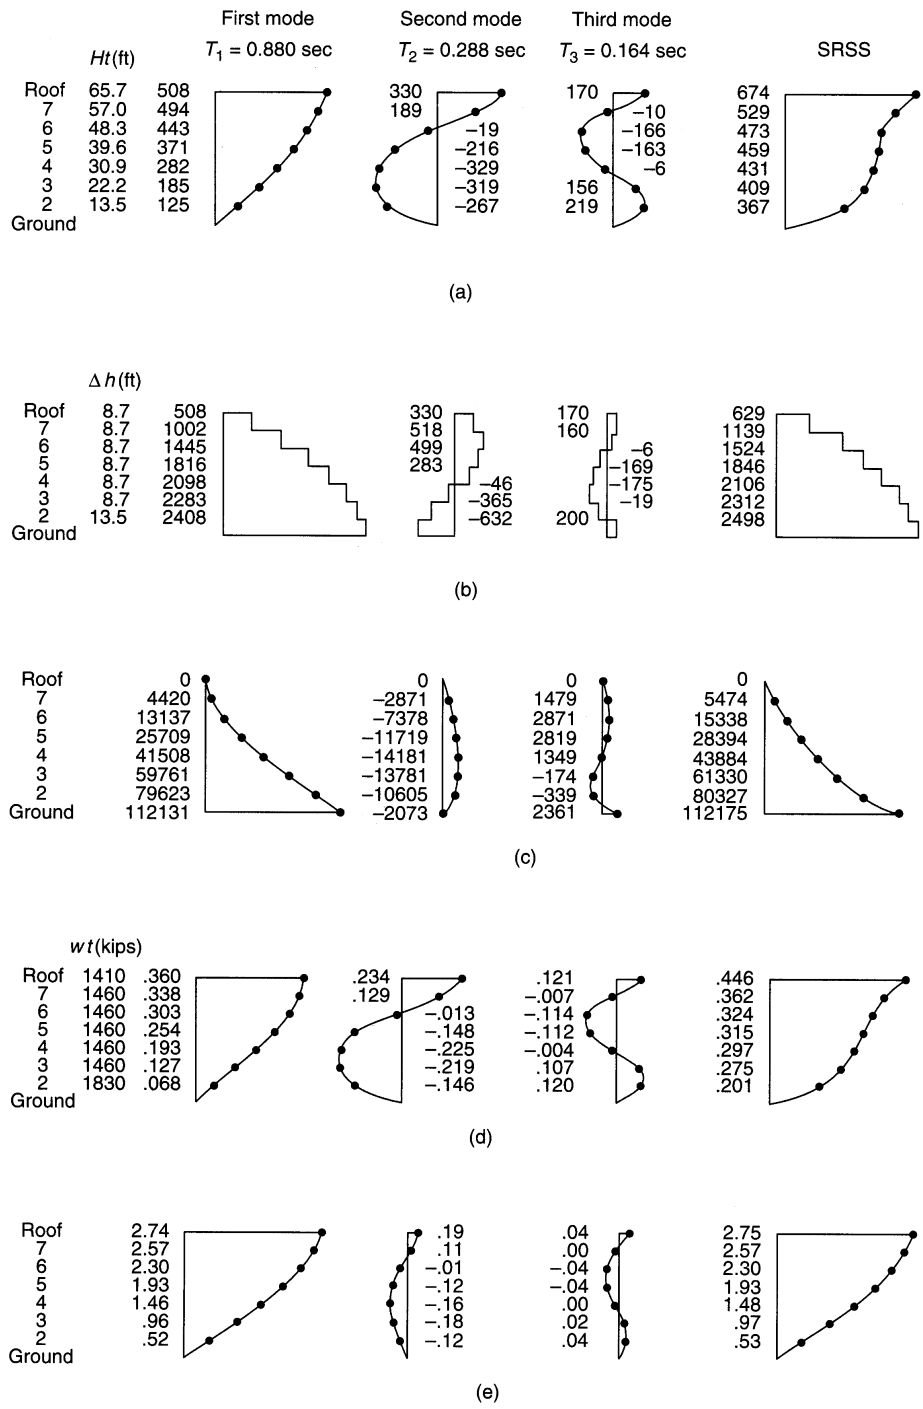 First mode Second mode Third mode
Ht (ft) T1 = 0.880 sec T2 = 0.288 sec T3 = 0.164 sec SRSS
Roof 65.7 508 330 170 674
7 57.0 494 189 –10 529
6 48.3 443 –19 –166 473
5 39.6 371 –216 –163 459
4 30.9 282 –329 –6 431
3 22.2 185 –319 156 409
2 13.5 125 –267 219 367
Ground
(a)
Δ h (ft)
Roof 8.7 508 330 170 629
7 8.7 1002 518 160 1139
6 8.7 1445 499 –6 1524
5 8.7 1816 283 –169 1846
4 8.7 2098 –46 –175 2106
3 8.7 2283 –365 –19 2312
2 13.5 2408 –632 200 2498
Ground
(b)
Roof 0 0 0 0
7 4420 –2871 1479 5474
6 13137 –7378 2871 15338
5 25709 –11719 2819 28394
4 41508 –14181 1349 43884
3 59761 –13781 –174 61330
2 79623 –10605 –339 80327
Ground 112131 –2073 2361 112175
(c)
wt (kips)
Roof 1410 .360 .234 .121 .446
7 1460 .338 .129 –.007 .362
6 1460 .303 –.013 –.114 .324
5 1460 .254 –.148 –.112 .315
4 1460 .193 –.225 –.004 .297
3 1460 .127 –.219 .107 .275
2 1830 .068 –.146 .120 .201
Ground
(d)
Roof 2.74 .19 .04 2.75
7 2.57 .11 .00 2.57
6 2.30 –.01 –.04 2.30
5 1.93 –.12 –.04 1.93
4 1.46 –.16 .00 1.48
3 .96 –.18 .02 .97
2 .52 –.12 .04 .53
Ground
(e)